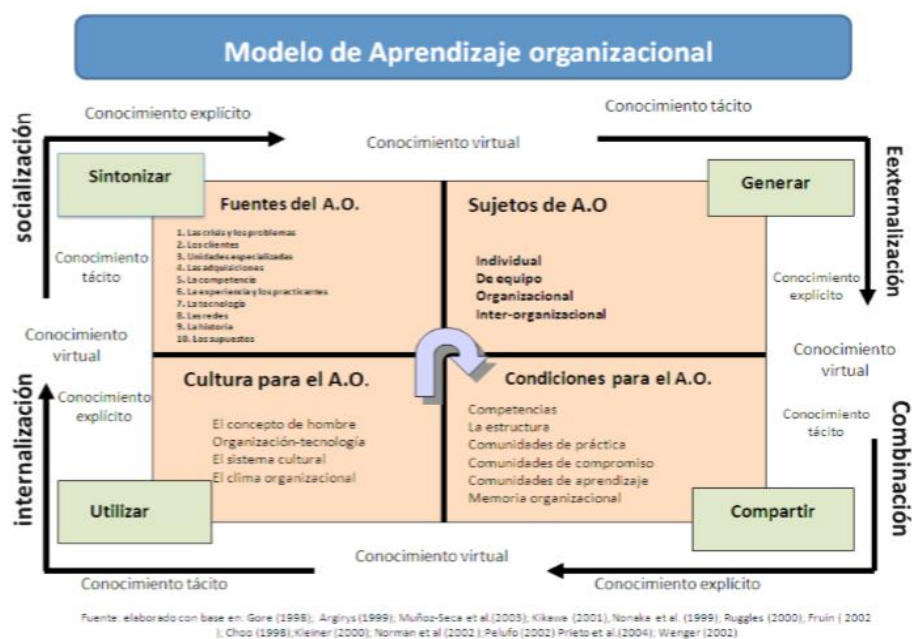 Modelo de Aprendizaje organizacional
Conocimiento explícito
Conocimiento virtual
Conocimiento tácito
socialización
Sintonizar
Conocimiento
tácito
Fuentes del A.O.
1. Las crisis y los problemas
2. Los clientes
3. Unidades especializadas
4. Las adquisiciones
5. La competencia
6. La experiencia y los practicantes
7. La tecnología
8. Las redes
9. La historia
10. Los supuestos
Sujetos de A.O
Individual
De equipo
Organizacional
Inter-organizacional
Generar
Eexternalización
Conocimiento
explícito
Conocimiento
virtual
Conocimiento
virtual
internalización
Conocimiento
explícito
Utilizar
Cultura para el A.O.
El concepto de hombre
Organización-tecnología
El sistema cultural
El clima organizacional
Condiciones para el A.O.
Competencias
La estructura
Comunidades de práctica
Comunidades de compromiso
Comunidades de aprendizaje
Memoria organizacional
Conocimiento
tácito
Combinación
Compartir
Conocimiento tácito
Conocimiento virtual
Conocimiento explícito
Fuente: elaborado con base en: Gore (1998); Argirys (1999); Muñoz-Seca et al. (2003); Kikawa (2001), Nonaka et al. (1999); Ruggles (2000); Fruin ( 2002
); Choo (1998); Kleiner (2000); Norman et al (2002); Pelufo (2002) Prieto et al. (2004); Wenger (2002)